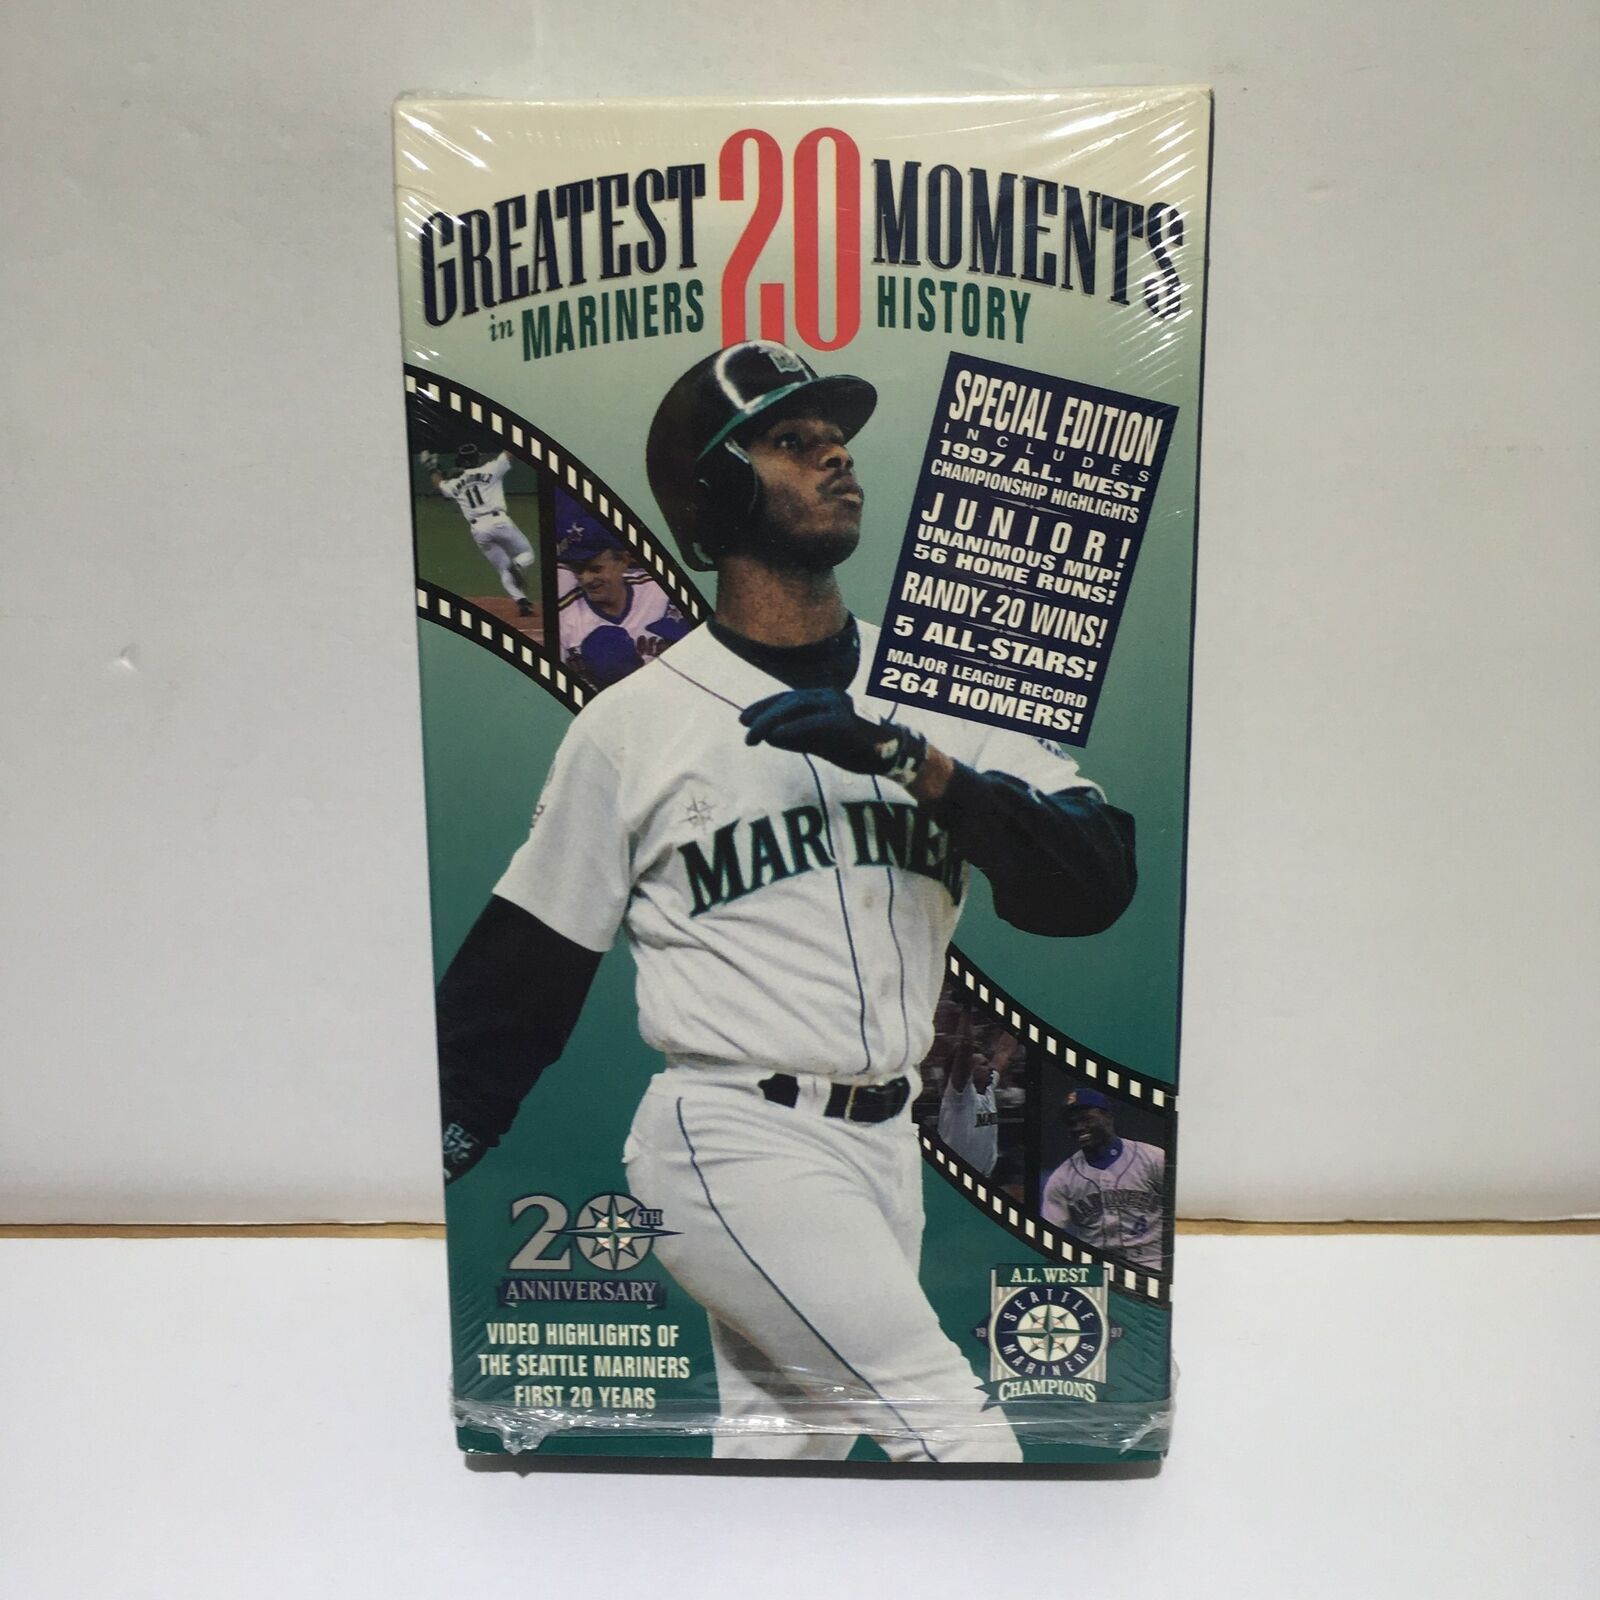 GREATEST 20 MOMENTS
in MARINERS HISTORY
SPECIAL EDITION
INCLUDES
1997 A.L. WEST
CHAMPIONSHIP HIGHLIGHTS
JUNIOR!
UNANIMOUS MVP!
56 HOME RUNS!
RANDY-20 WINS!
5 ALL-STARS!
MAJOR LEAGUE RECORD
264 HOMERS!
11
MARINER
20TH
ANNIVERSARY
VIDEO HIGHLIGHTS OF
THE SEATTLE MARINERS
FIRST 20 YEARS
A.L. WEST
SEATTLE
19 97
MARINERS
CHAMPIONS